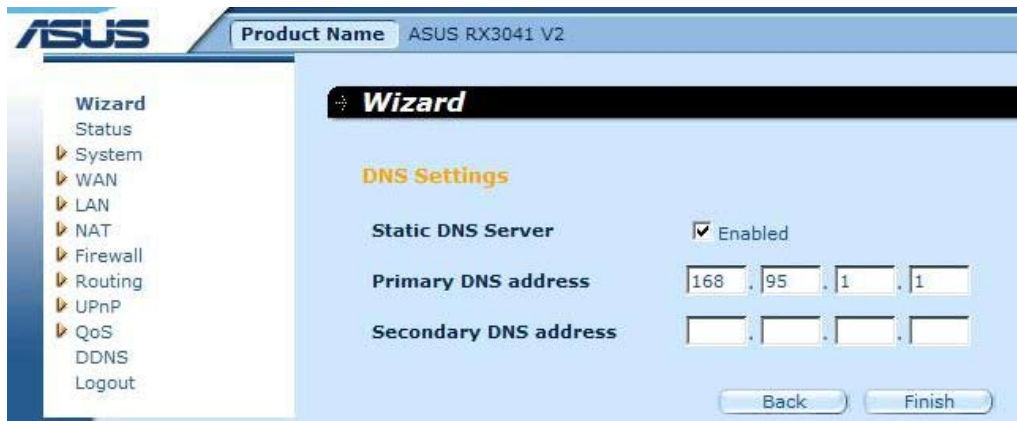 ASUS
Product Name ASUS RX3041 V2
Wizard
Status
System
WAN
LAN
NAT
Firewall
Routing
UPnP
QoS
DDNS
Logout
Wizard
DNS Settings
Static DNS Server Enabled
Primary DNS address 168 . 95 . 1 . 1
Secondary DNS address . . .
Back Finish